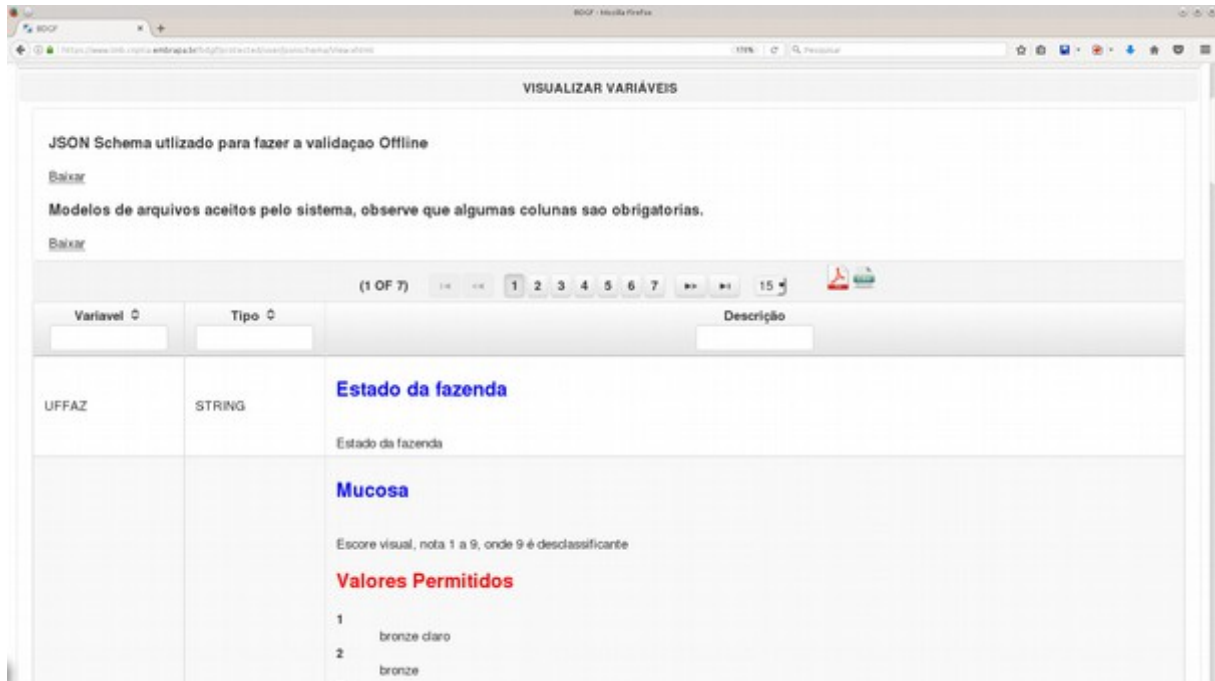 BDGF - Mozilla Firefox
BDGF
Pesquisar
VISUALIZAR VARIÁVEIS
JSON Schema utlizado para fazer a validaçao Offline
Baixar
Modelos de arquivos aceitos pelo sistema, observe que algumas colunas sao obrigatorias.
Baixar
(1 OF 7) 1 2 3 4 5 6 7 15
Variavel Tipo Descrição
Estado da fazenda
UFFAZ STRING
Estado da fazenda
Mucosa
Escore visual, nota 1 a 9, onde 9 é desclassificante
Valores Permitidos
1
bronze claro
2
bronze